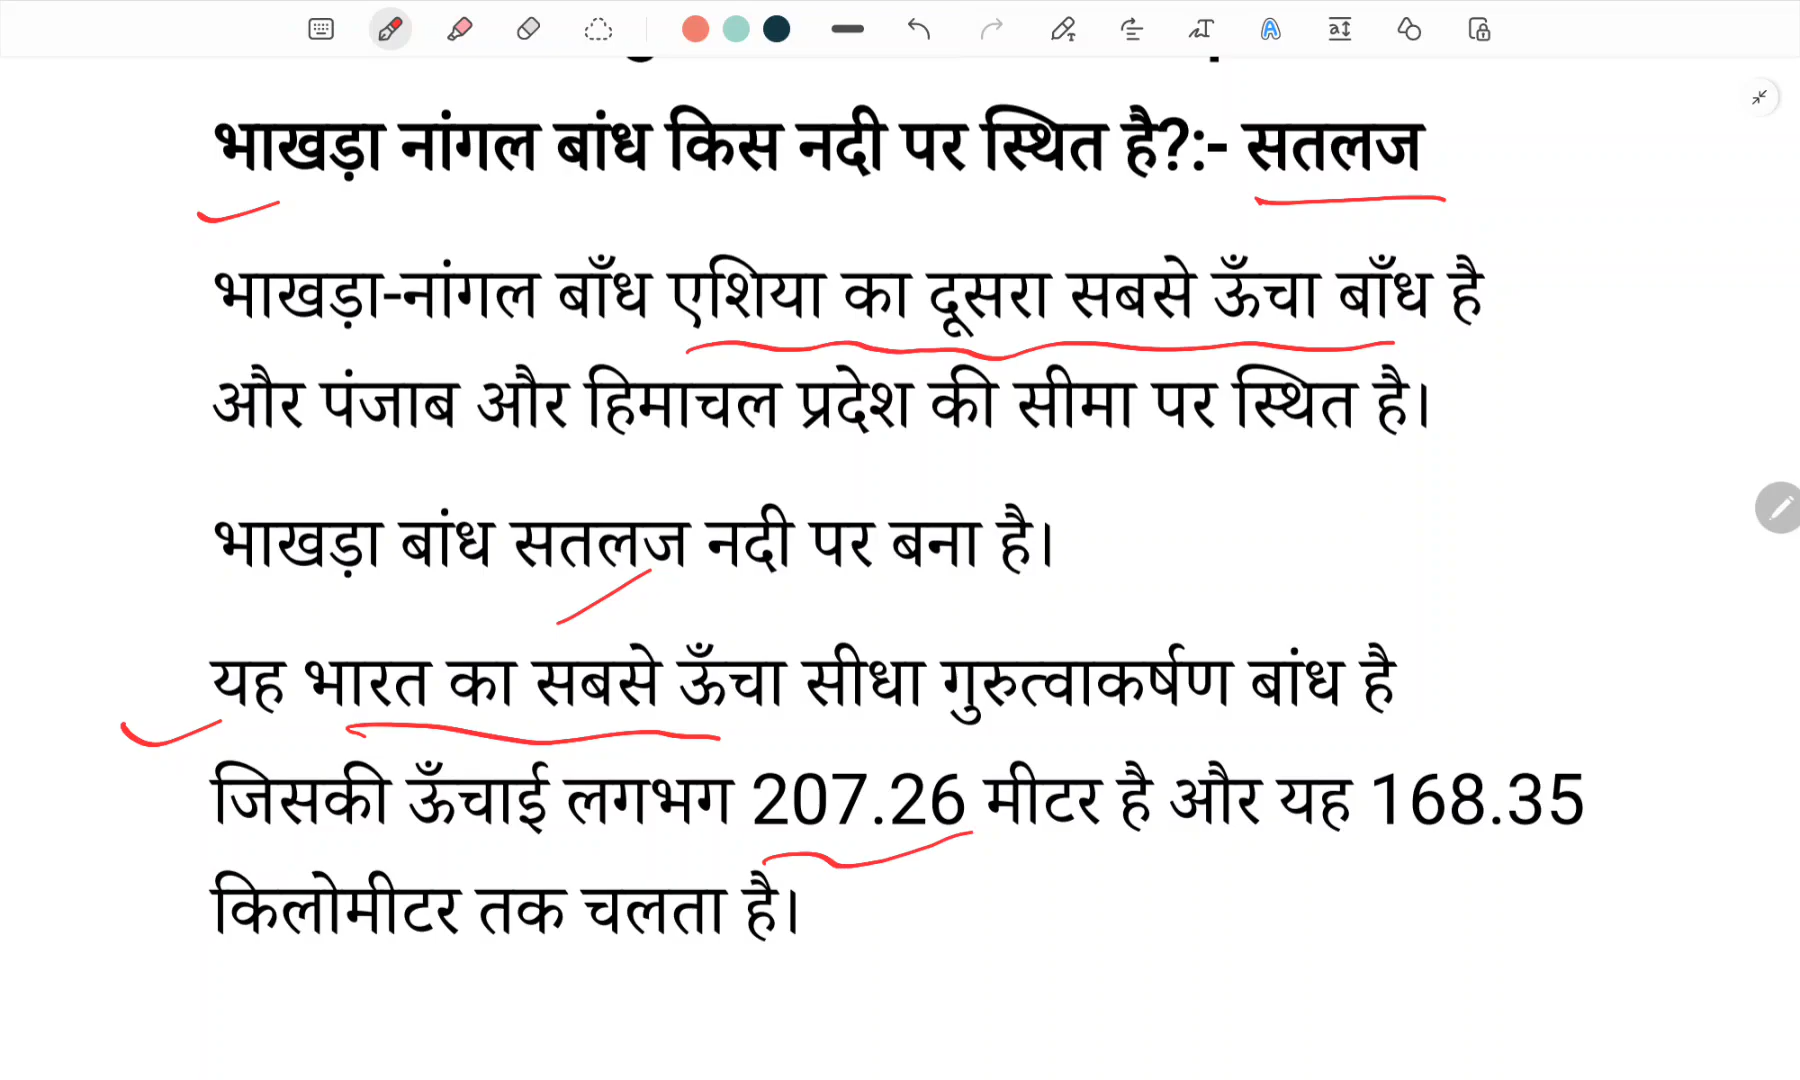 भाखड़ा नांगल बांध किस नदी पर स्थित है?:- सतलज
भाखड़ा-नांगल बाँध एशिया का दूसरा सबसे ऊँचा बाँध है
और पंजाब और हिमाचल प्रदेश की सीमा पर स्थित है।
भाखड़ा बांध सतलज नदी पर बना है।
यह भारत का सबसे ऊँचा सीधा गुरुत्वाकर्षण बांध है
जिसकी ऊँचाई लगभग 207.26 मीटर है और यह 168.35
किलोमीटर तक चलता है।